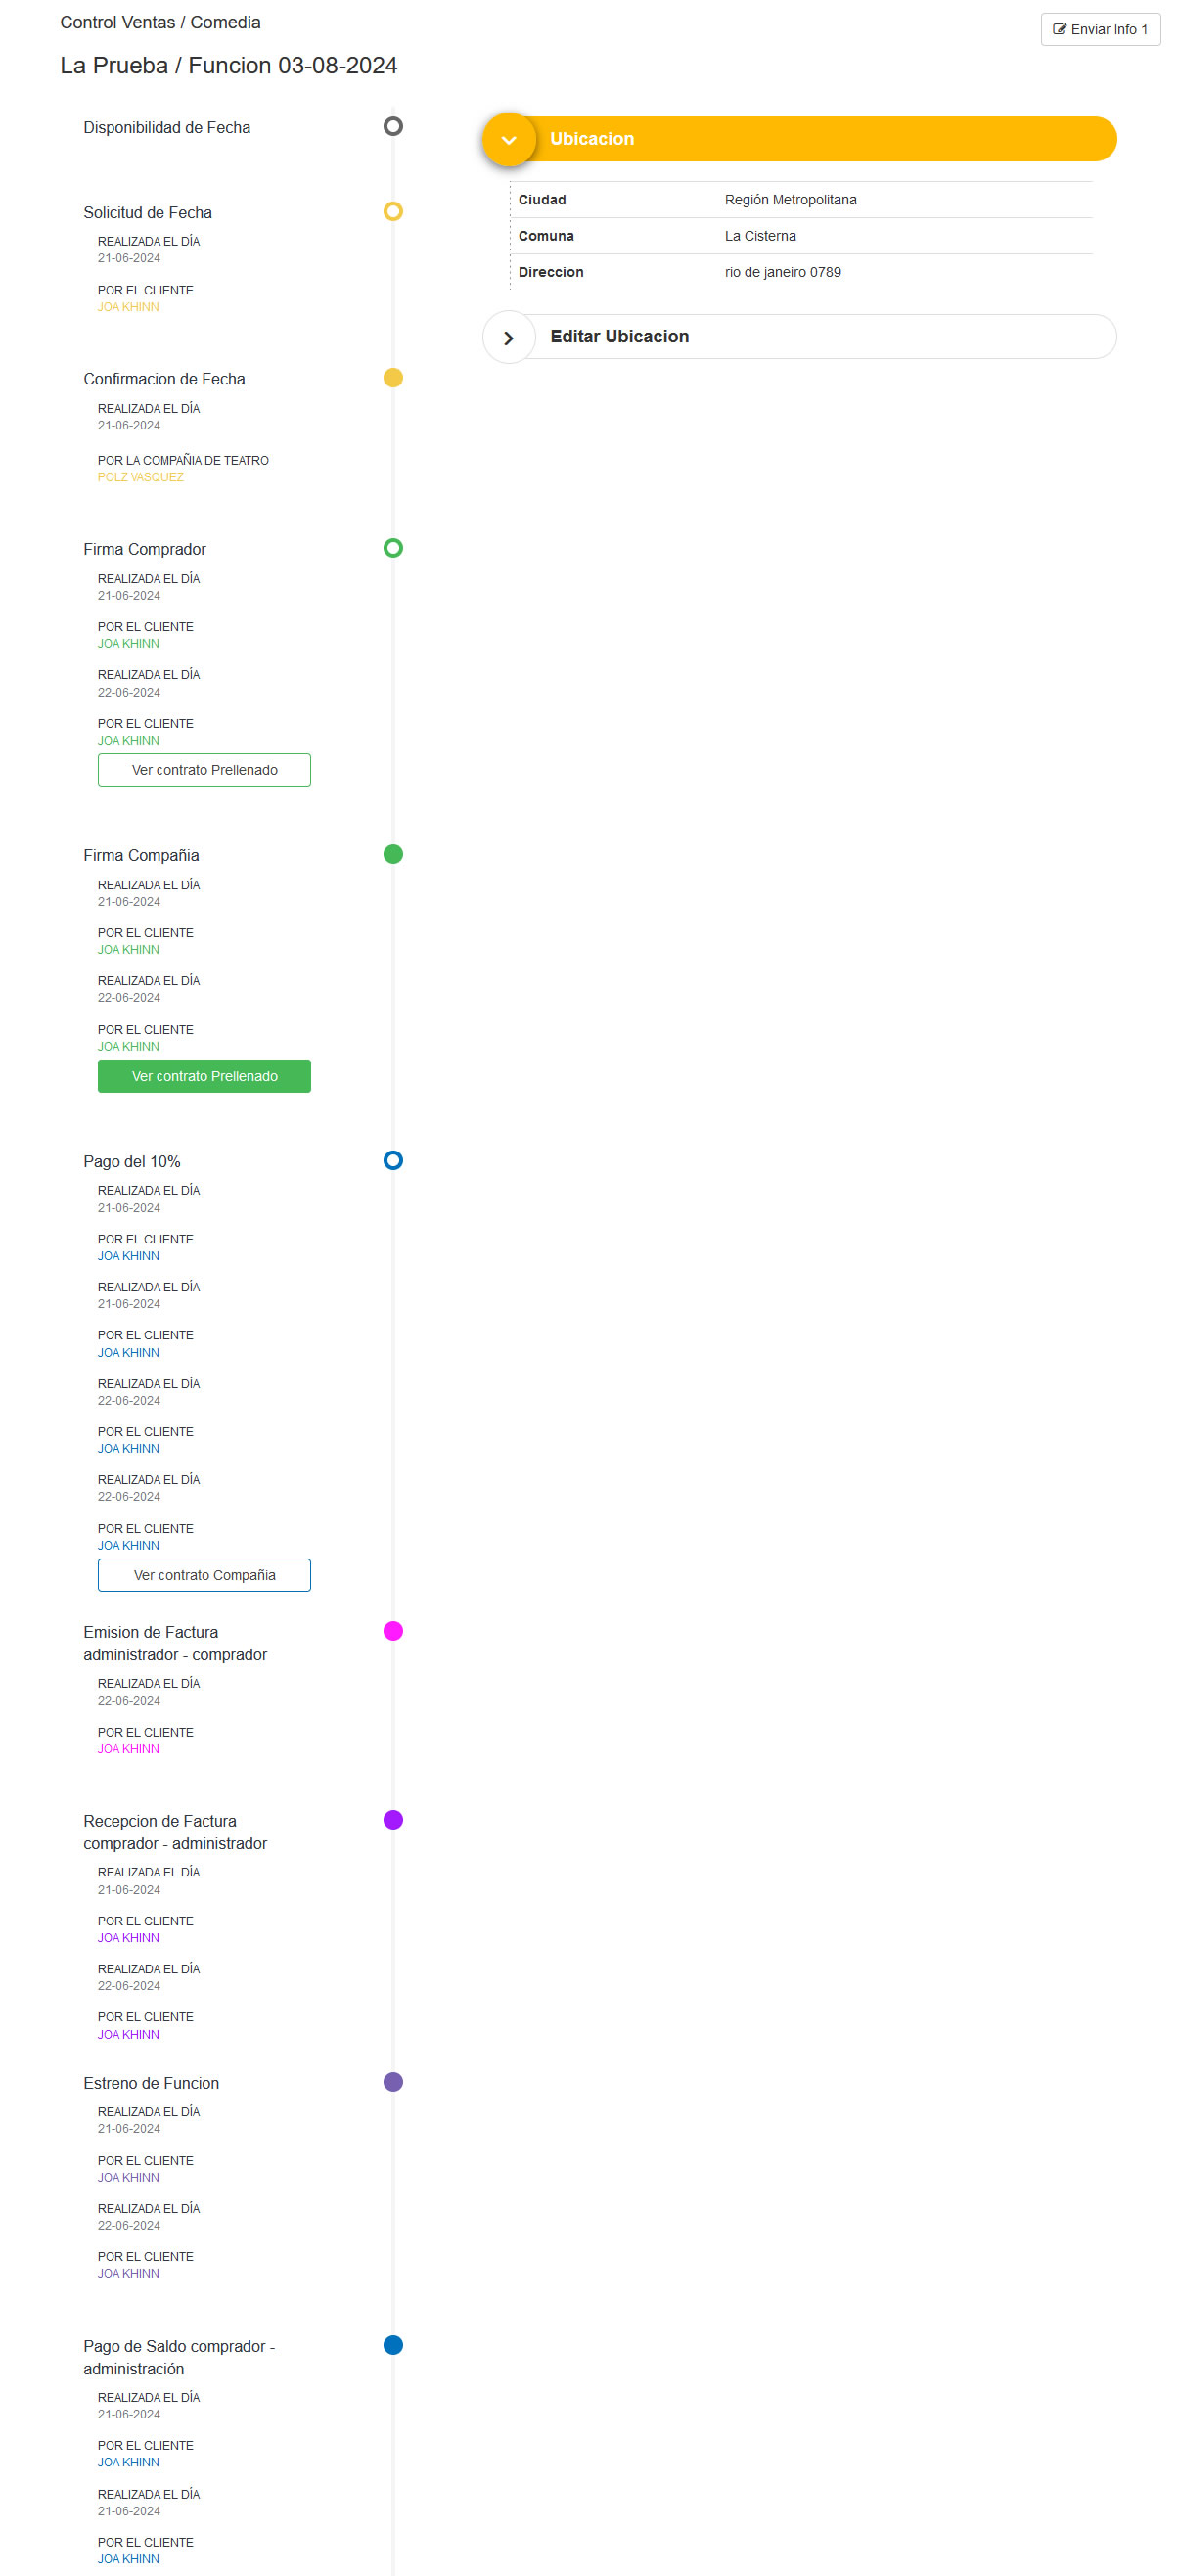 Control Ventas / Comedia
Enviar Info 1
La Prueba / Funcion 03-08-2024
Disponibilidad de Fecha
Solicitud de Fecha
REALIZADA EL DÍA
21-06-2024
POR EL CLIENTE
JOA KHINN
Confirmacion de Fecha
REALIZADA EL DÍA
21-06-2024
POR LA COMPAÑIA DE TEATRO
POLZ VASQUEZ
Firma Comprador
REALIZADA EL DÍA
21-06-2024
POR EL CLIENTE
JOA KHINN
REALIZADA EL DÍA
22-06-2024
POR EL CLIENTE
JOA KHINN
Ver contrato Prellenado
Firma Compañia
REALIZADA EL DÍA
21-06-2024
POR EL CLIENTE
JOA KHINN
REALIZADA EL DÍA
22-06-2024
POR EL CLIENTE
JOA KHINN
Ver contrato Prellenado
Pago del 10%
REALIZADA EL DÍA
21-06-2024
POR EL CLIENTE
JOA KHINN
REALIZADA EL DÍA
21-06-2024
POR EL CLIENTE
JOA KHINN
REALIZADA EL DÍA
22-06-2024
POR EL CLIENTE
JOA KHINN
REALIZADA EL DÍA
22-06-2024
POR EL CLIENTE
JOA KHINN
Ver contrato Compañia
Emision de Factura
administrador - comprador
REALIZADA EL DÍA
22-06-2024
POR EL CLIENTE
JOA KHINN
Recepcion de Factura
comprador - administrador
REALIZADA EL DÍA
21-06-2024
POR EL CLIENTE
JOA KHINN
REALIZADA EL DÍA
22-06-2024
POR EL CLIENTE
JOA KHINN
Estreno de Funcion
REALIZADA EL DÍA
21-06-2024
POR EL CLIENTE
JOA KHINN
REALIZADA EL DÍA
22-06-2024
POR EL CLIENTE
JOA KHINN
Pago de Saldo comprador -
administración
REALIZADA EL DÍA
21-06-2024
POR EL CLIENTE
JOA KHINN
REALIZADA EL DÍA
21-06-2024
POR EL CLIENTE
JOA KHINN
Ubicacion
Ciudad Región Metropolitana
Comuna La Cisterna
Direccion rio de janeiro 0789
Editar Ubicacion